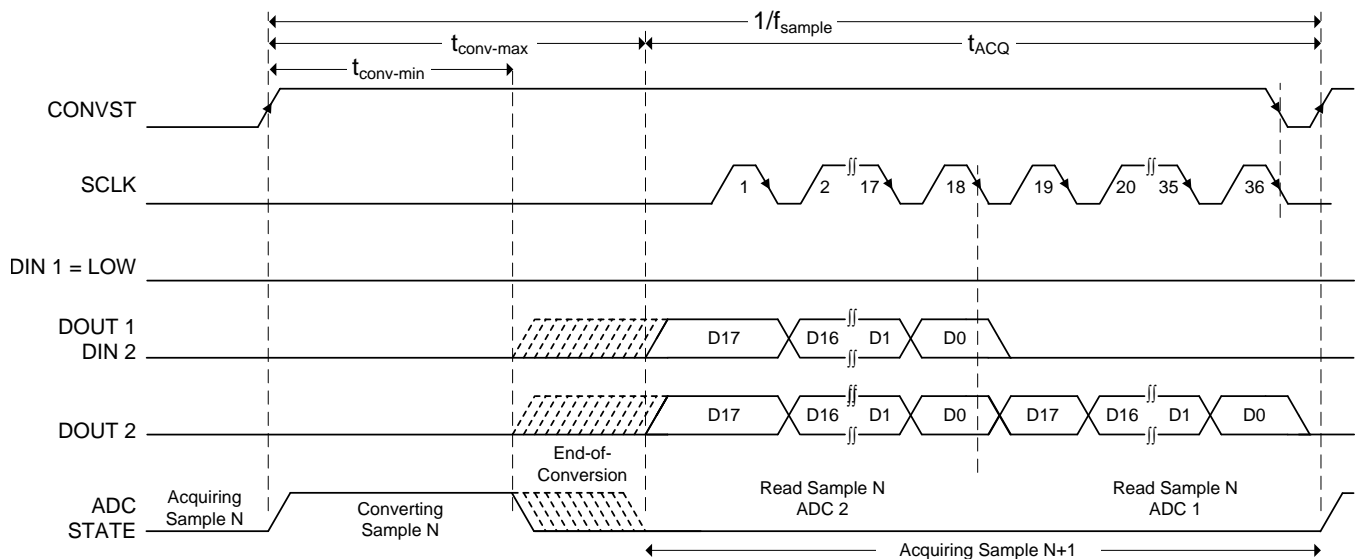 1/fsample
tconv-max
tACQ
tconv-min
CONVST
SCLK
1
2
17
18
19
20
35
36
DIN 1 = LOW
DOUT 1
DIN 2
D17
D16
D1
D0
DOUT 2
D17
D16
D1
D0
D17
D16
D1
D0
End-of-
Conversion
ADC
STATE
Acquiring
Sample N
Converting
Sample N
Read Sample N
ADC 2
Read Sample N
ADC 1
Acquiring Sample N+1